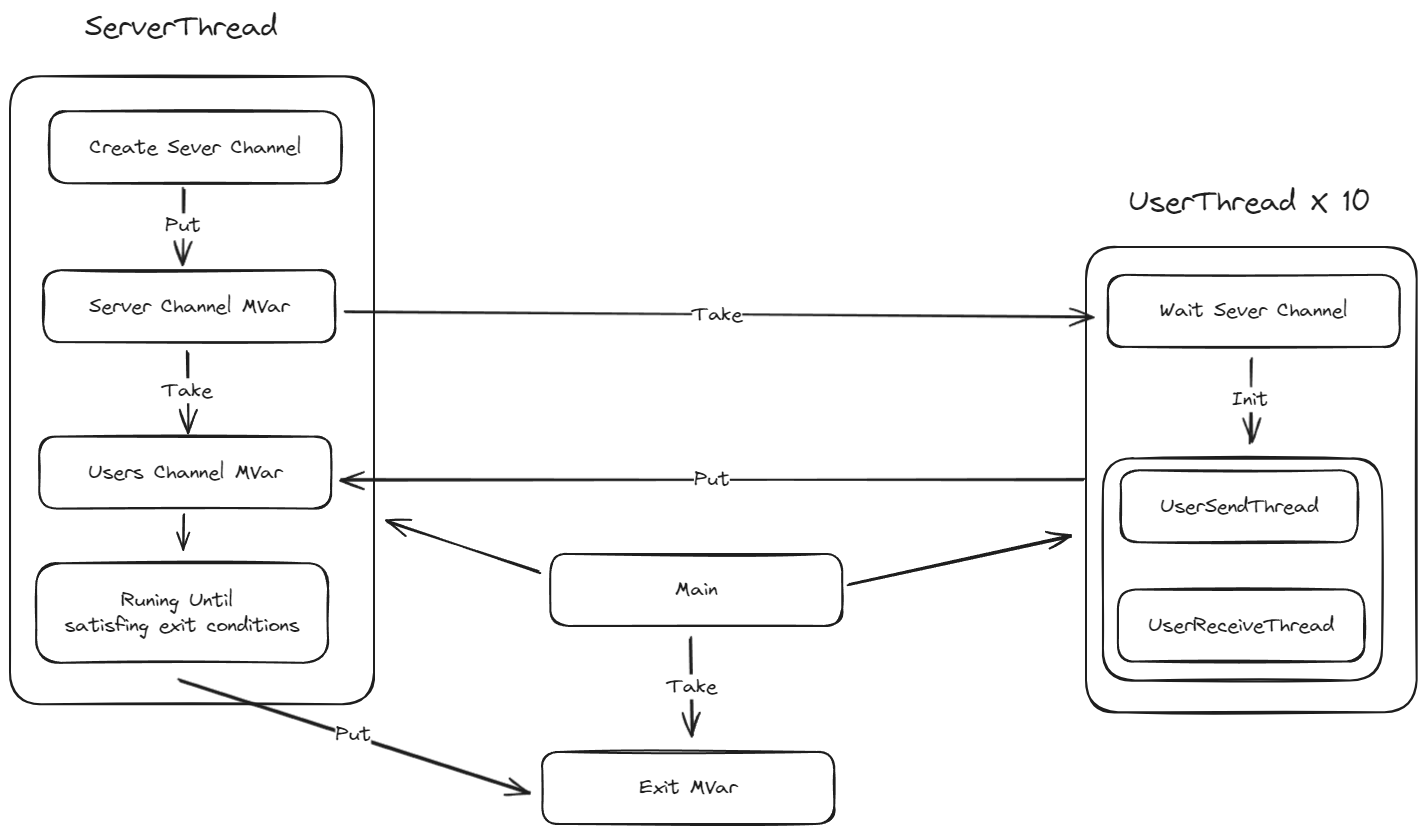 ServerThread
Create Sever Channel
Put
Server Channel MVar
Take
Users Channel MVar
Runing Until
satisfing exit conditions
Put
Take
Put
Main
Take
Exit MVar
UserThread X 10
Wait Sever Channel
Init
UserSendThread
UserReceiveThread